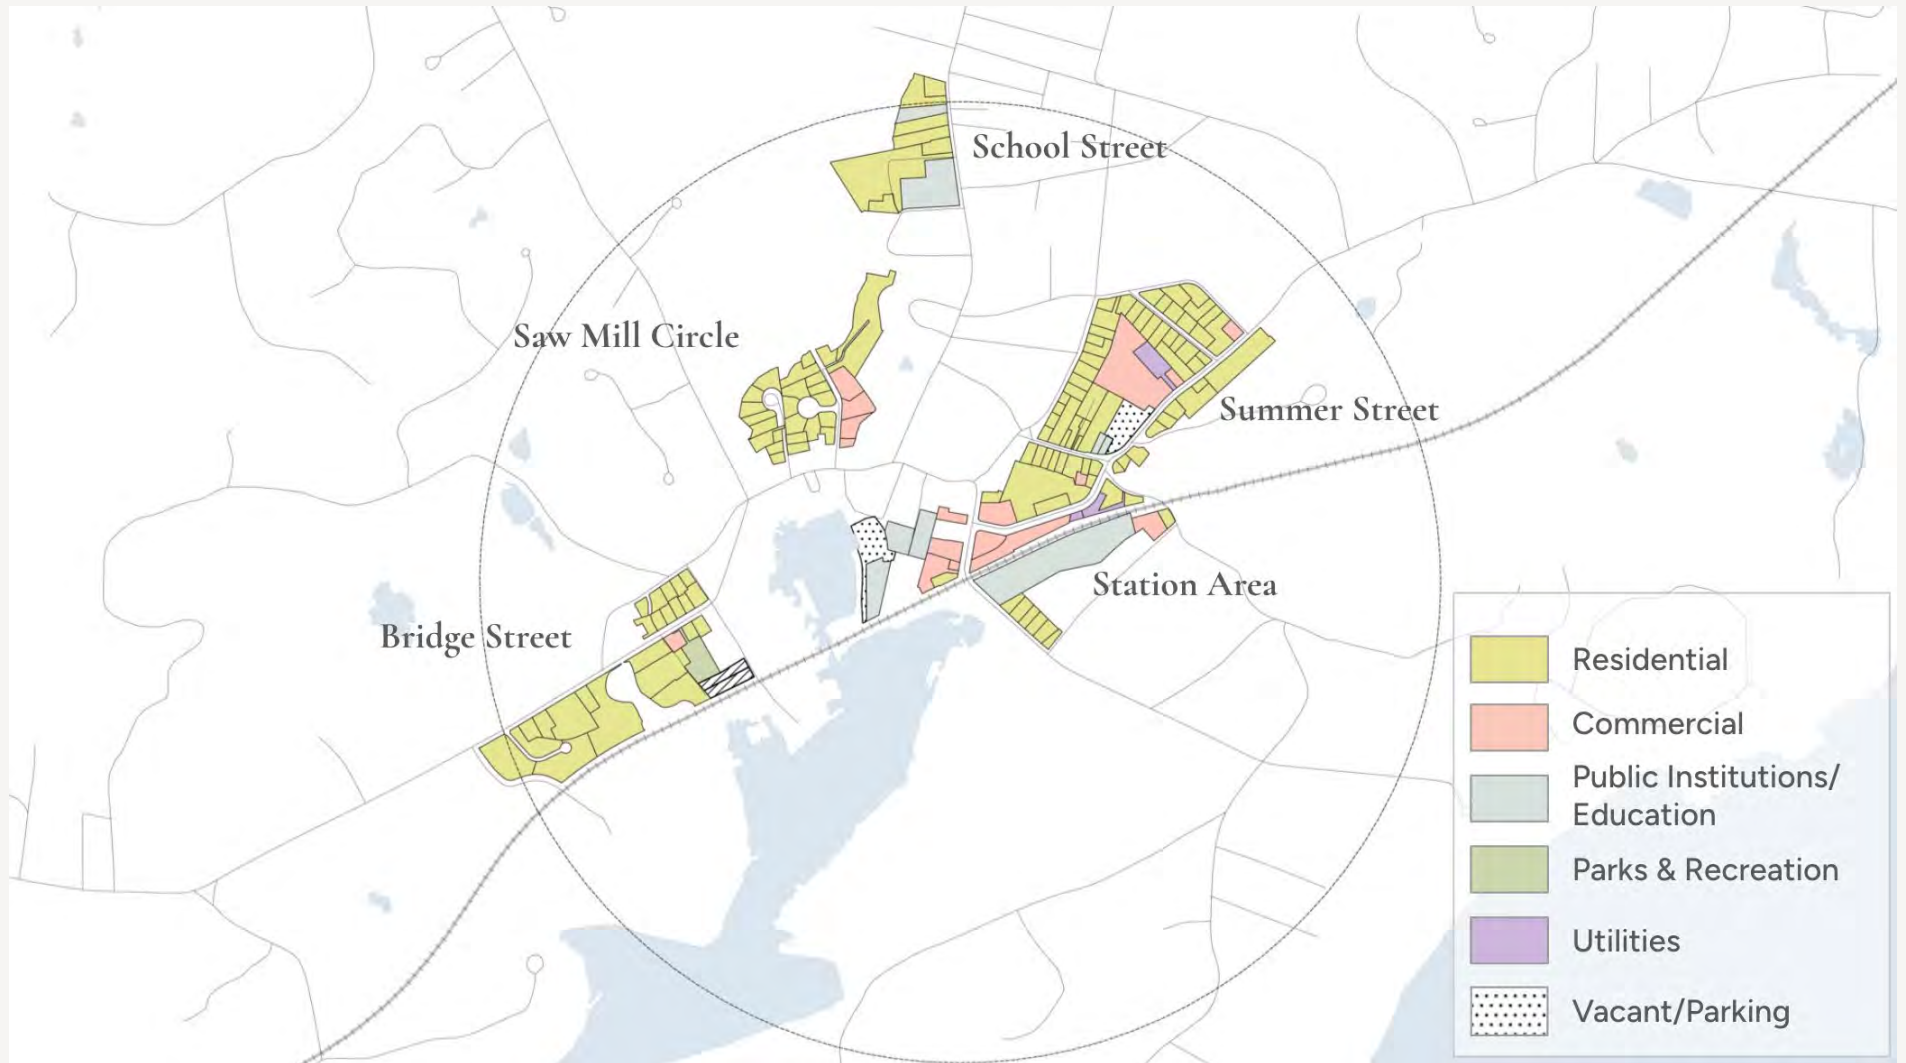 School Street
Saw Mill Circle
Summer Street
Station Area
Bridge Street
Residential
Commercial
Public Institutions/
Education
Parks & Recreation
Utilities
Vacant/Parking